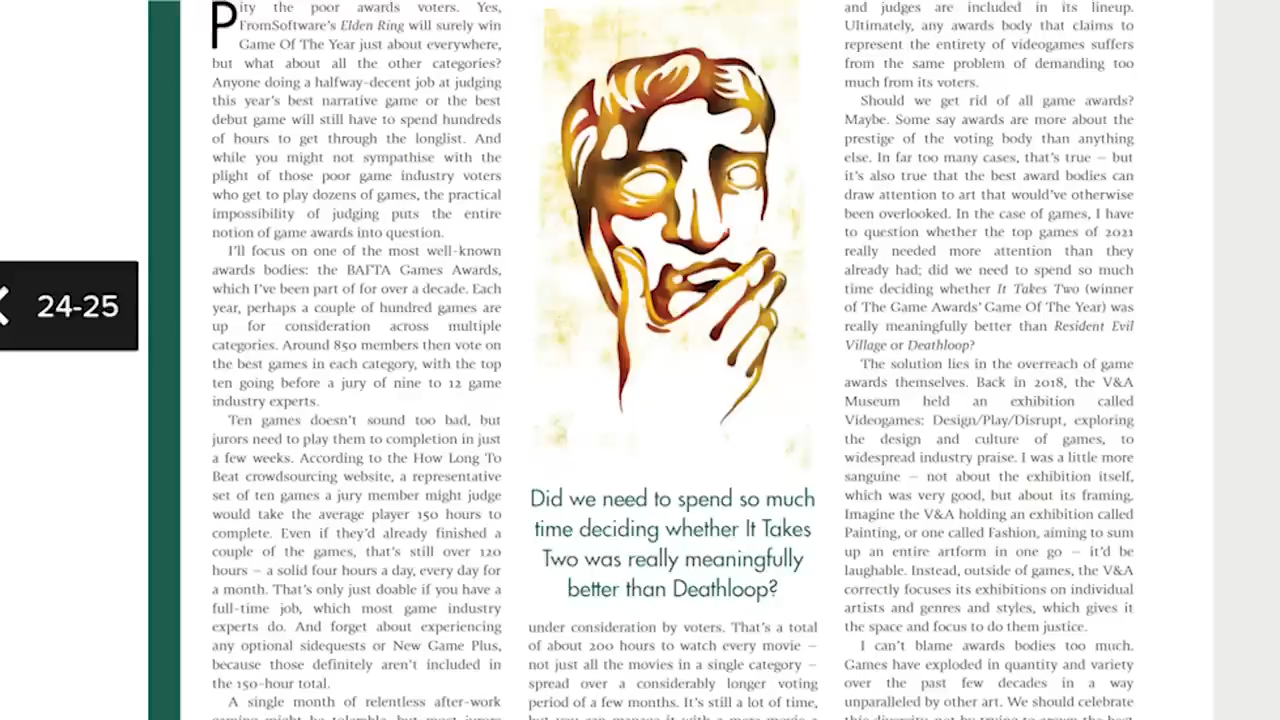 Pity the poor awards voters. Yes,
FromSoftware's Elden Ring will surely win
Game Of The Year just about everywhere,
but what about all the other categories?
Anyone doing a halfway-decent job at judging
this year's best narrative game or the best
debut game will still have to spend hundreds
of hours to get through the longlist. And
while you might not sympathise with the
plight of those poor game industry voters
who get to play dozens of games, the practical
impossibility of judging puts the entire
notion of game awards into question.
I'll focus on one of the most well-known
awards bodies: the BAFTA Games Awards,
which I've been part of for over a decade. Each
year, perhaps a couple of hundred games are
up for consideration across multiple
categories. Around 850 members then vote on
the best games in each category, with the top
ten going before a jury of nine to 12 game
industry experts.
Ten games doesn't sound too bad, but
jurors need to play them to completion in just
a few weeks. According to the How Long To
Beat crowdsourcing website, a representative
set of ten games a jury member might judge
would take the average player 150 hours to
complete. Even if they'd already finished a
couple of the games, that's still over 120
hours – a solid four hours a day, every day for
a month. That's only just doable if you have a
full-time job, which most game industry
experts do. And forget about experiencing
any optional sidequests or New Game Plus,
because those definitely aren't included in
the 150-hour total.
A single month of relentless after-work
gaming might be tolerable, but most jurors
24-25
Did we need to spend so much
time deciding whether It Takes
Two was really meaningfully
better than Deathloop?
under consideration by voters. That's a total
of about 200 hours to watch every movie –
not just all the movies in a single category –
spread over a considerably longer voting
period of a few months. It's still a lot of time,
but you can manage it with a mere movie a
and judges are included in its lineup.
Ultimately, any awards body that claims to
represent the entirety of videogames suffers
from the same problem of demanding too
much from its voters.
Should we get rid of all game awards?
Maybe. Some say awards are more about the
prestige of the voting body than anything
else. In far too many cases, that's true – but
it's also true that the best award bodies can
draw attention to art that would've otherwise
been overlooked. In the case of games, I have
to question whether the top games of 2021
really needed more attention than they
already had; did we need to spend so much
time deciding whether It Takes Two (winner
of The Game Awards' Game Of The Year) was
really meaningfully better than Resident Evil
Village or Deathloop?
The solution lies in the overreach of game
awards themselves. Back in 2018, the V&A
Museum held an exhibition called
Videogames: Design/Play/Disrupt, exploring
the design and culture of games, to
widespread industry praise. I was a little more
sanguine – not about the exhibition itself,
which was very good, but about its framing.
Imagine the V&A holding an exhibition called
Painting, or one called Fashion, aiming to sum
up an entire artform in one go – it'd be
laughable. Instead, outside of games, the V&A
correctly focuses its exhibitions on individual
artists and genres and styles, which gives it
the space and focus to do them justice.
I can't blame awards bodies too much.
Games have exploded in quantity and variety
over the past few decades in a way
unparalleled by other art. We should celebrate
this diversity not by trying to crown the best